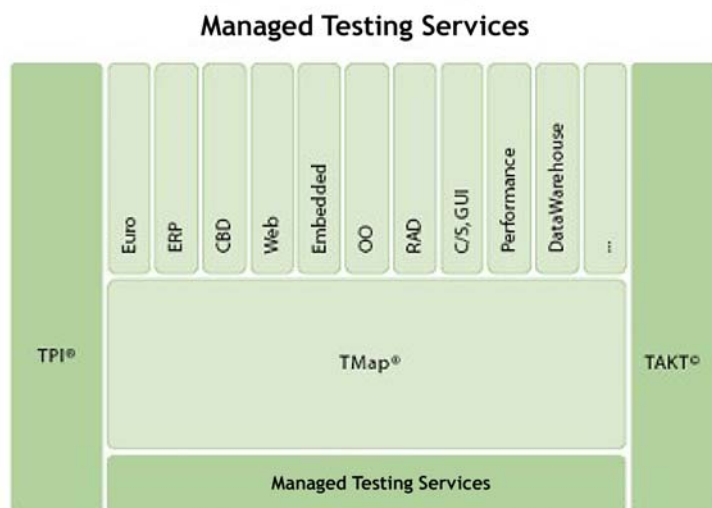 Managed Testing Services
Euro
ERP
CBD
Web
Embedded
OO
RAD
C/S, GUI
Performance
DataWarehouse
...
TPI®
TMap®
TAKT©
Managed Testing Services